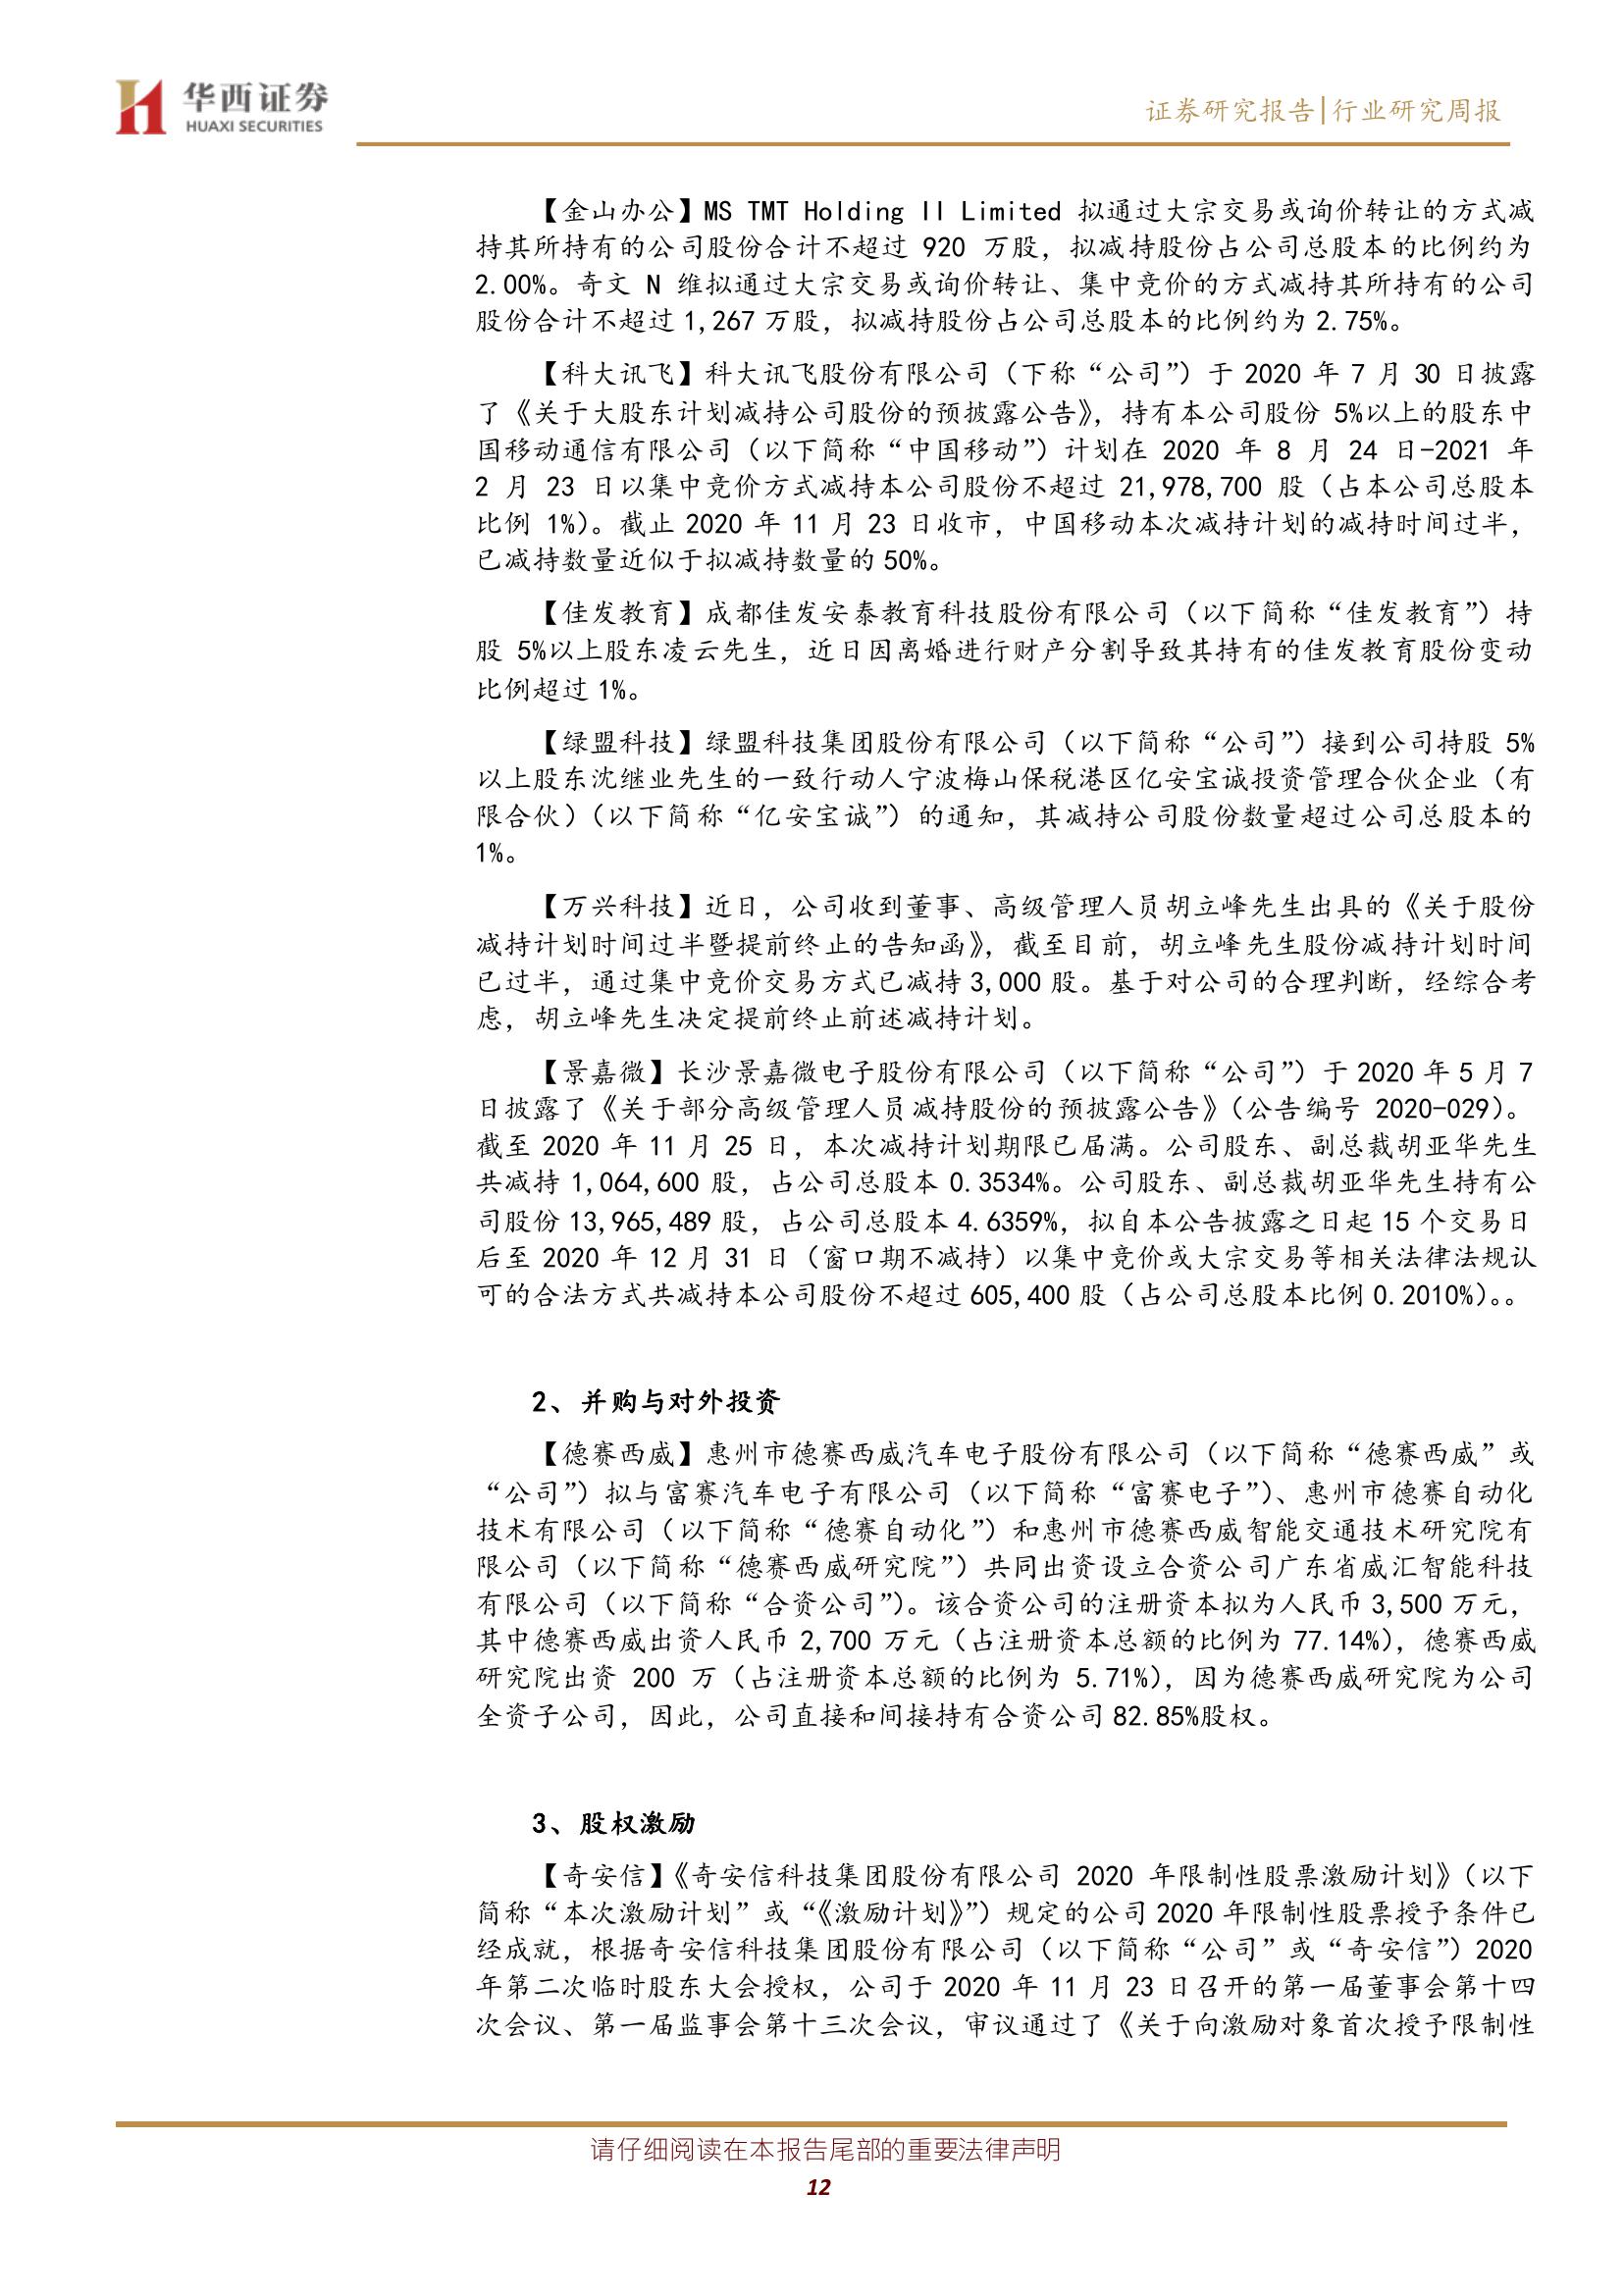 华西证券
HUAXI SECURITIES
证券研究报告|行业研究周报
【金山办公】MS TMT Holding II Limited 拟通过大宗交易或询价转让的方式减
持其所持有的公司股份合计不超过 920 万股，拟减持股份占公司总股本的比例约为
2.00%。奇文 N 维拟通过大宗交易或询价转让、集中竞价的方式减持其所持有的公司
股份合计不超过 1,267 万股，拟减持股份占公司总股本的比例约为 2.75%。
【科大讯飞】科大讯飞股份有限公司（下称“公司”）于 2020 年 7 月 30 日披露
了《关于大股东计划减持公司股份的预披露公告》，持有本公司股份 5%以上的股东中
国移动通信有限公司（以下简称“中国移动”）计划在 2020 年 8 月 24 日-2021 年
2 月 23 日以集中竞价方式减持本公司股份不超过 21,978,700 股（占本公司总股本
比例 1%）。截止 2020 年 11 月 23 日收市，中国移动本次减持计划的减持时间过半，
已减持数量近似于拟减持数量的 50%。
【佳发教育】成都佳发安泰教育科技股份有限公司（以下简称“佳发教育”）持
股 5%以上股东凌云先生，近日因离婚进行财产分割导致其持有的佳发教育股份变动
比例超过 1%。
【绿盟科技】绿盟科技集团股份有限公司（以下简称“公司”）接到公司持股 5%
以上股东沈继业先生的一致行动人宁波梅山保税港区亿安宝诚投资管理合伙企业（有
限合伙）（以下简称“亿安宝诚”）的通知，其减持公司股份数量超过公司总股本的
1%。
【万兴科技】近日，公司收到董事、高级管理人员胡立峰先生出具的《关于股份
减持计划时间过半暨提前终止的告知函》，截至目前，胡立峰先生股份减持计划时间
已过半，通过集中竞价交易方式已减持 3,000 股。基于对公司的合理判断，经综合考
虑，胡立峰先生决定提前终止前述减持计划。
【景嘉微】长沙景嘉微电子股份有限公司（以下简称“公司”）于 2020 年 5 月 7
日披露了《关于部分高级管理人员减持股份的预披露公告》（公告编号 2020-029）。
截至 2020 年 11 月 25 日，本次减持计划期限已届满。公司股东、副总裁胡亚华先生
共减持 1,064,600 股，占公司总股本 0.3534%。公司股东、副总裁胡亚华先生持有公
司股份 13,965,489 股，占公司总股本 4.6359%，拟自本公告披露之日起 15 个交易日
后至 2020 年 12 月 31 日（窗口期不减持）以集中竞价或大宗交易等相关法律法规认
可的合法方式共减持本公司股份不超过 605,400 股（占公司总股本比例 0.2010%）。。
2、并购与对外投资
【德赛西威】惠州市德赛西威汽车电子股份有限公司（以下简称“德赛西威”或
“公司”）拟与富赛汽车电子有限公司（以下简称“富赛电子”）、惠州市德赛自动化
技术有限公司（以下简称“德赛自动化”）和惠州市德赛西威智能交通技术研究院有
限公司（以下简称“德赛西威研究院”）共同出资设立合资公司广东省威汇智能科技
有限公司（以下简称“合资公司”）。该合资公司的注册资本拟为人民币 3,500 万元，
其中德赛西威出资人民币 2,700 万元（占注册资本总额的比例为 77.14%），德赛西威
研究院出资 200 万（占注册资本总额的比例为 5.71%），因为德赛西威研究院为公司
全资子公司，因此，公司直接和间接持有合资公司 82.85%股权。
3、股权激励
【奇安信】《奇安信科技集团股份有限公司 2020 年限制性股票激励计划》（以下
简称“本次激励计划”或“《激励计划》”）规定的公司 2020 年限制性股票授予条件已
经成就，根据奇安信科技集团股份有限公司（以下简称“公司”或“奇安信”）2020
年第二次临时股东大会授权，公司于 2020 年 11 月 23 日召开的第一届董事会第十四
次会议、第一届监事会第十三次会议，审议通过了《关于向激励对象首次授予限制性
请仔细阅读在本报告尾部的重要法律声明
12